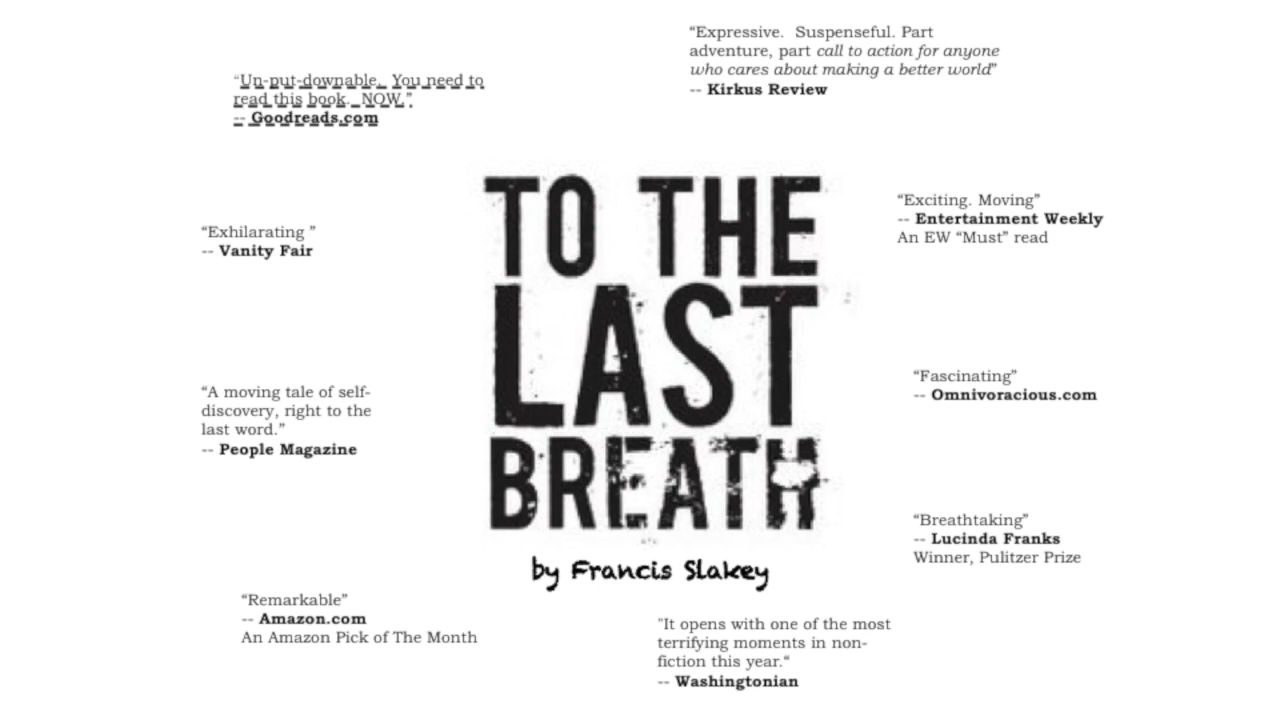 “Expressive.  Suspenseful. Part
adventure, part call to action for anyone
who cares about making a better world”
-- Kirkus Review
“Un-put-downable.  You need to
read this book.  NOW.”
-- Goodreads.com
“Exhilarating ”
-- Vanity Fair
“A moving tale of self-
discovery, right to the
last word.”
-- People Magazine
TO THE
LAST
BREATH
by Francis Slakey
“Exciting. Moving”
-- Entertainment Weekly
An EW “Must” read
“Fascinating”
-- Omnivoracious.com
“Breathtaking”
-- Lucinda Franks
Winner, Pulitzer Prize
“Remarkable”
-- Amazon.com
An Amazon Pick of The Month
"It opens with one of the most
terrifying moments in non-
fiction this year.“
-- Washingtonian